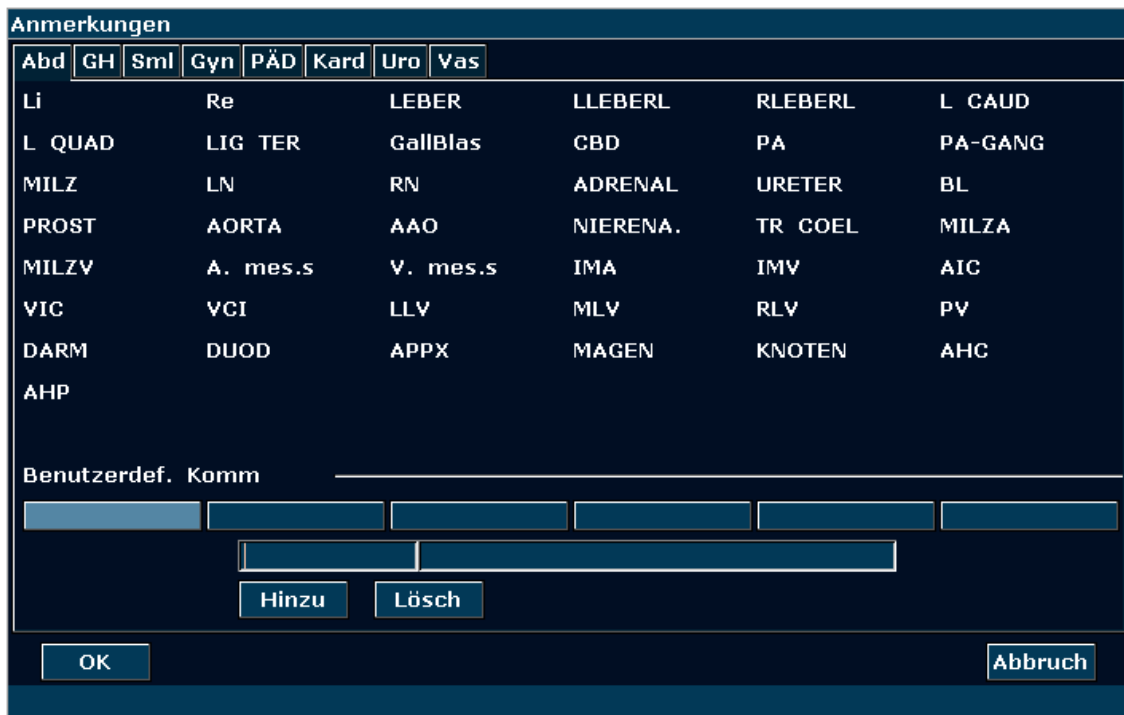 Anmerkungen
Abd GH Sml Gyn PÄD Kard Uro Vas
Li Re LEBER LLEBERL RLEBERL L CAUD
L QUAD LIG TER GallBlas CBD PA PA-GANG
MILZ LN RN ADRENAL URETER BL
PROST AORTA AAO NIERENA. TR COEL MILZA
MILZV A. mes.s V. mes.s IMA IMV AIC
VIC VCI LLV MLV RLV PV
DARM DUOD APPX MAGEN KNOTEN AHC
AHP
Benutzerdef. Komm
Hinzu Lösch
OK Abbruch